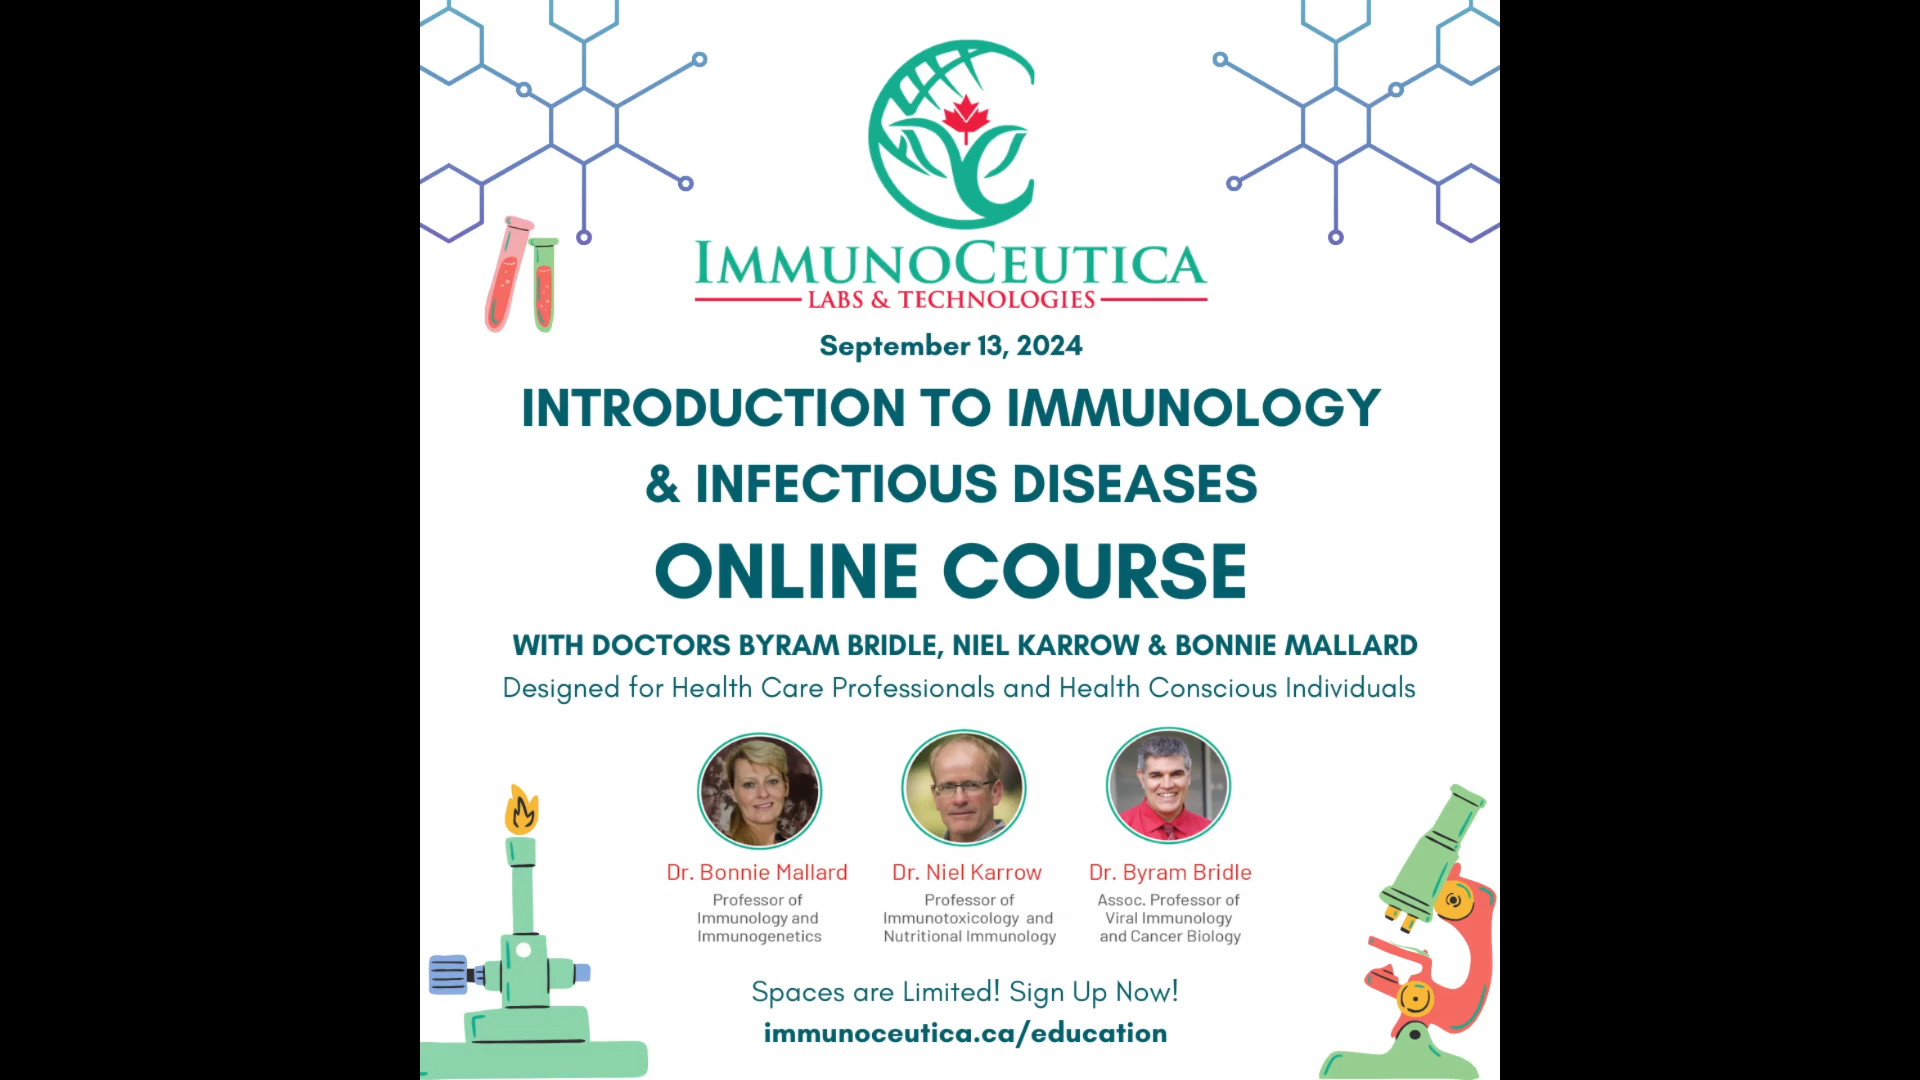 IMMUNOCEUTICA
LABS & TECHNOLOGIES
September 13, 2024
INTRODUCTION TO IMMUNOLOGY
& INFECTIOUS DISEASES
ONLINE COURSE
WITH DOCTORS BYRAM BRIDLE, NIEL KARROW & BONNIE MALLARD
Designed for Health Care Professionals and Health Conscious Individuals
Dr. Bonnie Mallard
Professor of
Immunology and
Immunogenetics
Dr. Niel Karrow
Professor of
Immunotoxicology and
Nutritional Immunology
Dr. Byram Bridle
Assoc. Professor of
Viral Immunology
and Cancer Biology
Spaces are Limited! Sign Up Now!
immunoceutica.ca/education